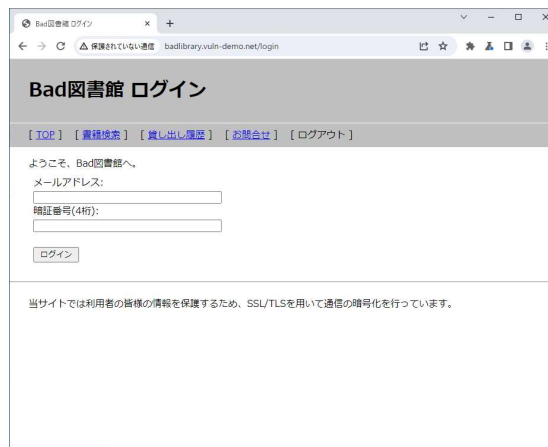 Bad図書館 ログイン
保護されていない通信 badlibrary.vuln-demo.net/login
Bad図書館 ログイン
[ TOP ] [ 書籍検索 ] [ 貸し出し履歴 ] [ お問合せ ] [ ログアウト ]
ようこそ、Bad図書館へ。
メールアドレス:
暗証番号(4桁):
ログイン
当サイトでは利用者の皆様の情報を保護するため、SSL/TLSを用いて通信の暗号化を行っています。